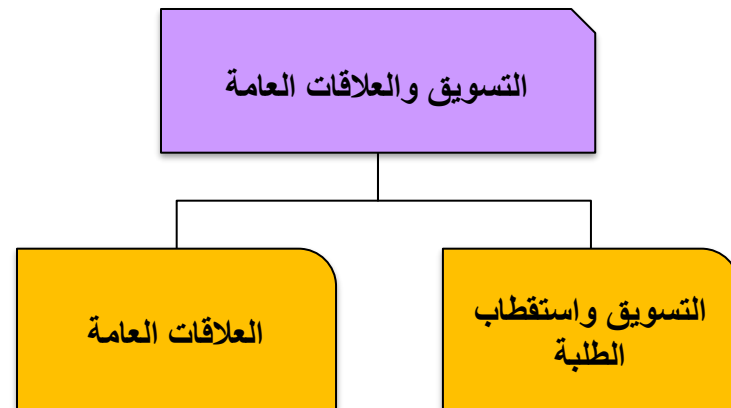 التسويق والعلاقات العامة
التسويق واستقطاب
الطلبة
العلاقات العامة